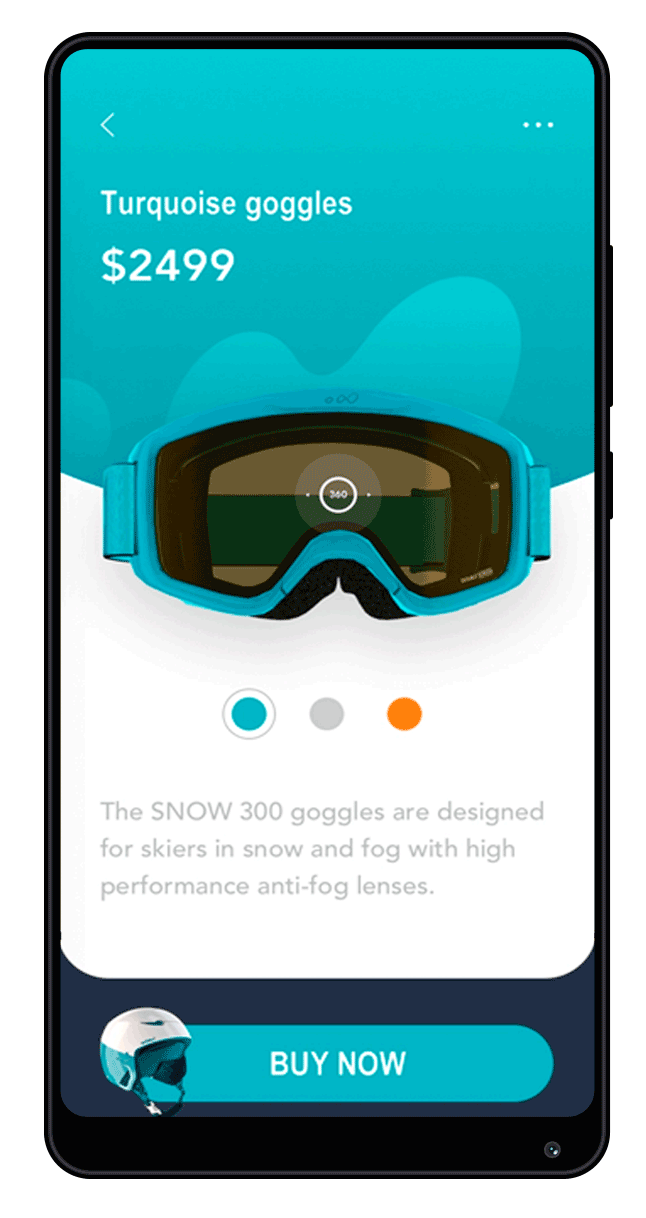 Turquoise goggles
$2499
360
The SNOW 300 goggles are designed
for skiers in snow and fog with high
performance anti-fog lenses.
BUY NOW